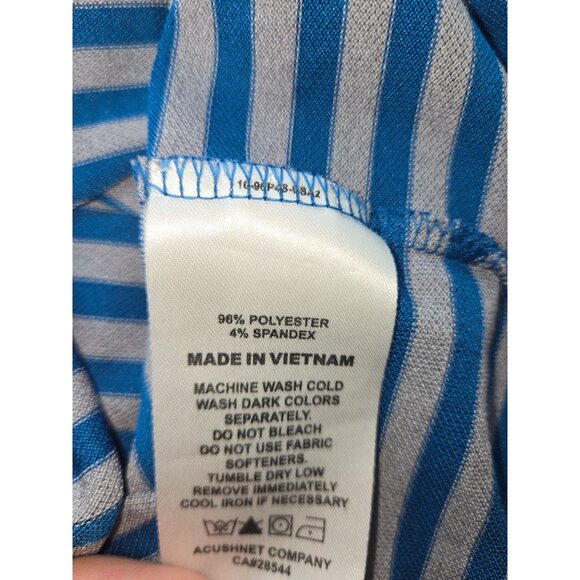 96% POLYESTER
4% SPANDEX
MADE IN VIETNAM
MACHINE WASH COLD
WASH DARK COLORS
SEPARATELY.
DO NOT BLEACH
DO NOT USE FABRIC
SOFTENERS.
TUMBLE DRY LOW
REMOVE IMMEDIATELY
COOL IRON IF NECESSARY
ACUSHNET COMPANY
CA#28544